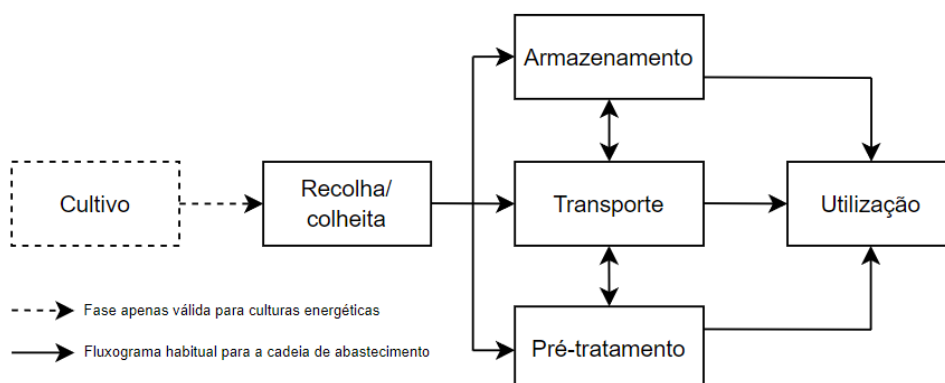 Armazenamento
Cultivo
Recolha/
colheita
Transporte
Utilização
Pré-tratamento
Fase apenas válida para culturas energéticas
Fluxograma habitual para a cadeia de abastecimento